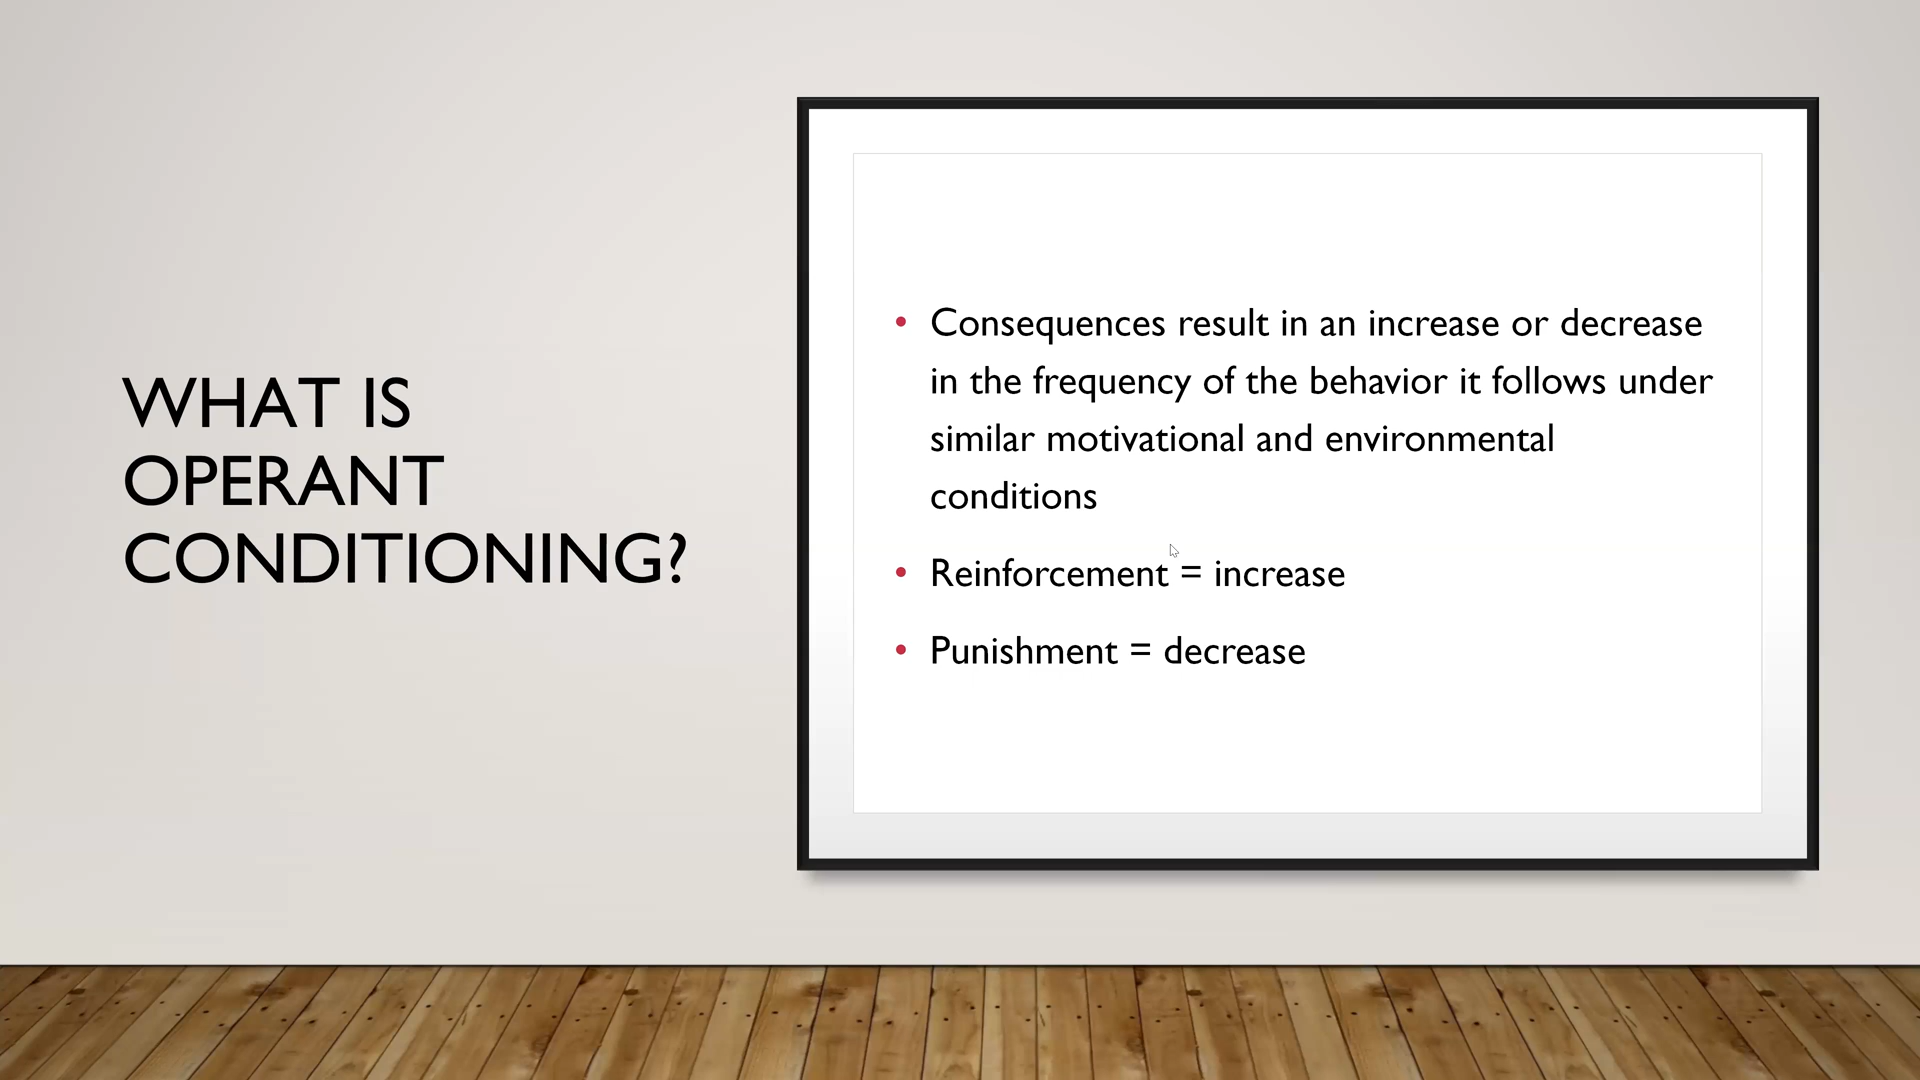 WHAT IS
OPERANT
CONDITIONING?
• Consequences result in an increase or decrease
in the frequency of the behavior it follows under
similar motivational and environmental
conditions
• Reinforcement = increase
• Punishment = decrease